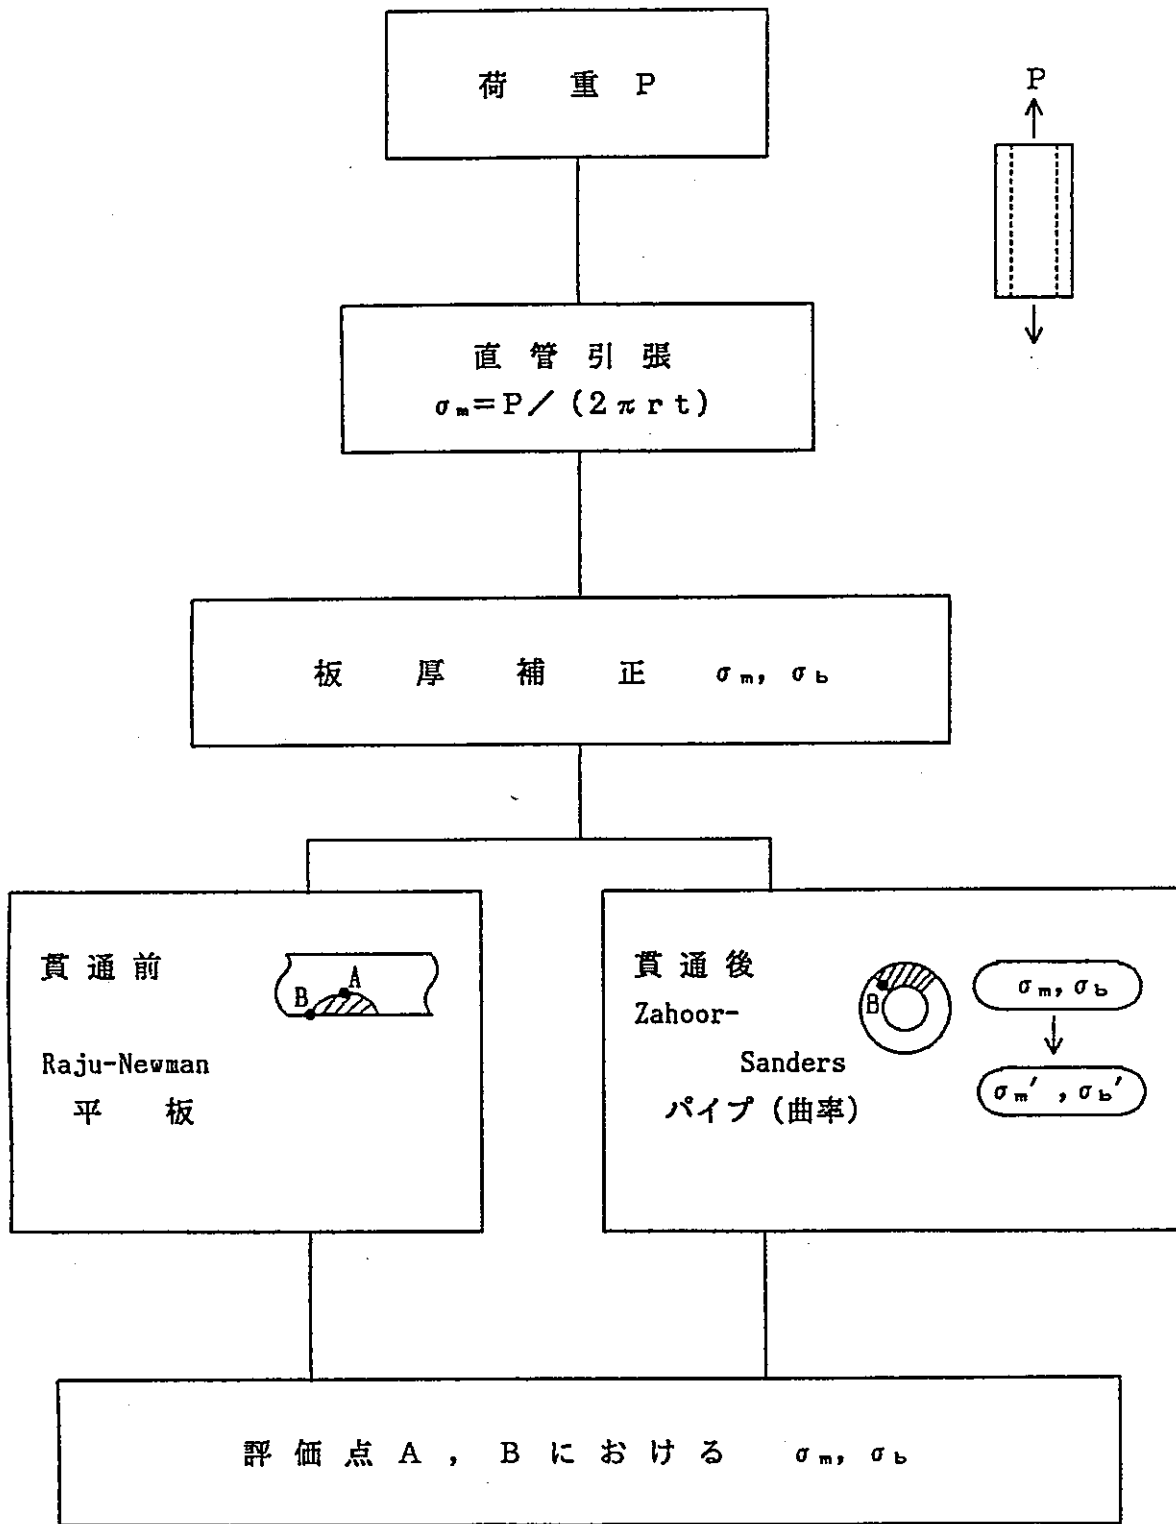 荷重P
P
直管引張
σm=P/(2πrt)
板厚補正 σm, σb
貫通前
A
B
Raju-Newman
平板
貫通後
Zahoor-
Sanders
パイプ(曲率)
B
σm, σb
σm′, σb′
評価点A, Bにおける σm, σb